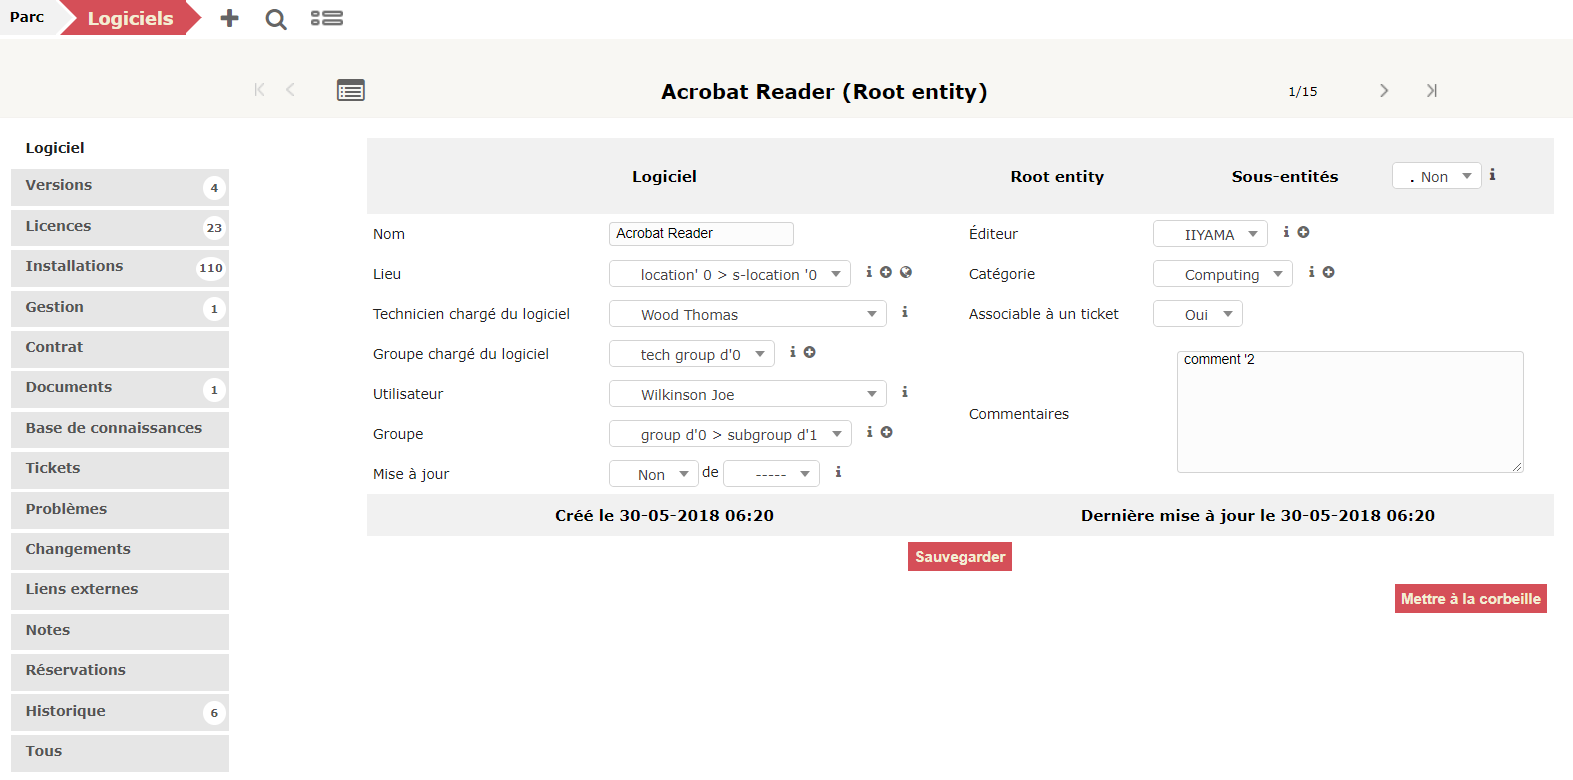 Parc
Logiciels
Acrobat Reader (Root entity)
1/15
Logiciel
Versions 4
Licences 23
Installations 110
Gestion 1
Contrat
Documents 1
Base de connaissances
Tickets
Problèmes
Changements
Liens externes
Notes
Réservations
Historique 6
Tous
Logiciel Root entity Sous-entités . Non
Nom Acrobat Reader Éditeur IIYAMA
Lieu location' 0 > s-location '0 Catégorie Computing
Technicien chargé du logiciel Wood Thomas Associable à un ticket Oui
Groupe chargé du logiciel tech group d'0
Utilisateur Wilkinson Joe
Groupe group d'0 > subgroup d'1
Mise à jour Non de -----
Commentaires comment '2
Créé le 30-05-2018 06:20 Dernière mise à jour le 30-05-2018 06:20
Sauvegarder
Mettre à la corbeille